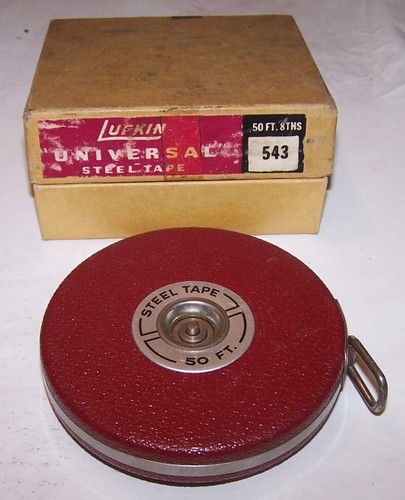 LUFKIN
UNIVERSAL
STEEL TAPE
50 FT. 8THS
543
STEEL TAPE
50 FT.